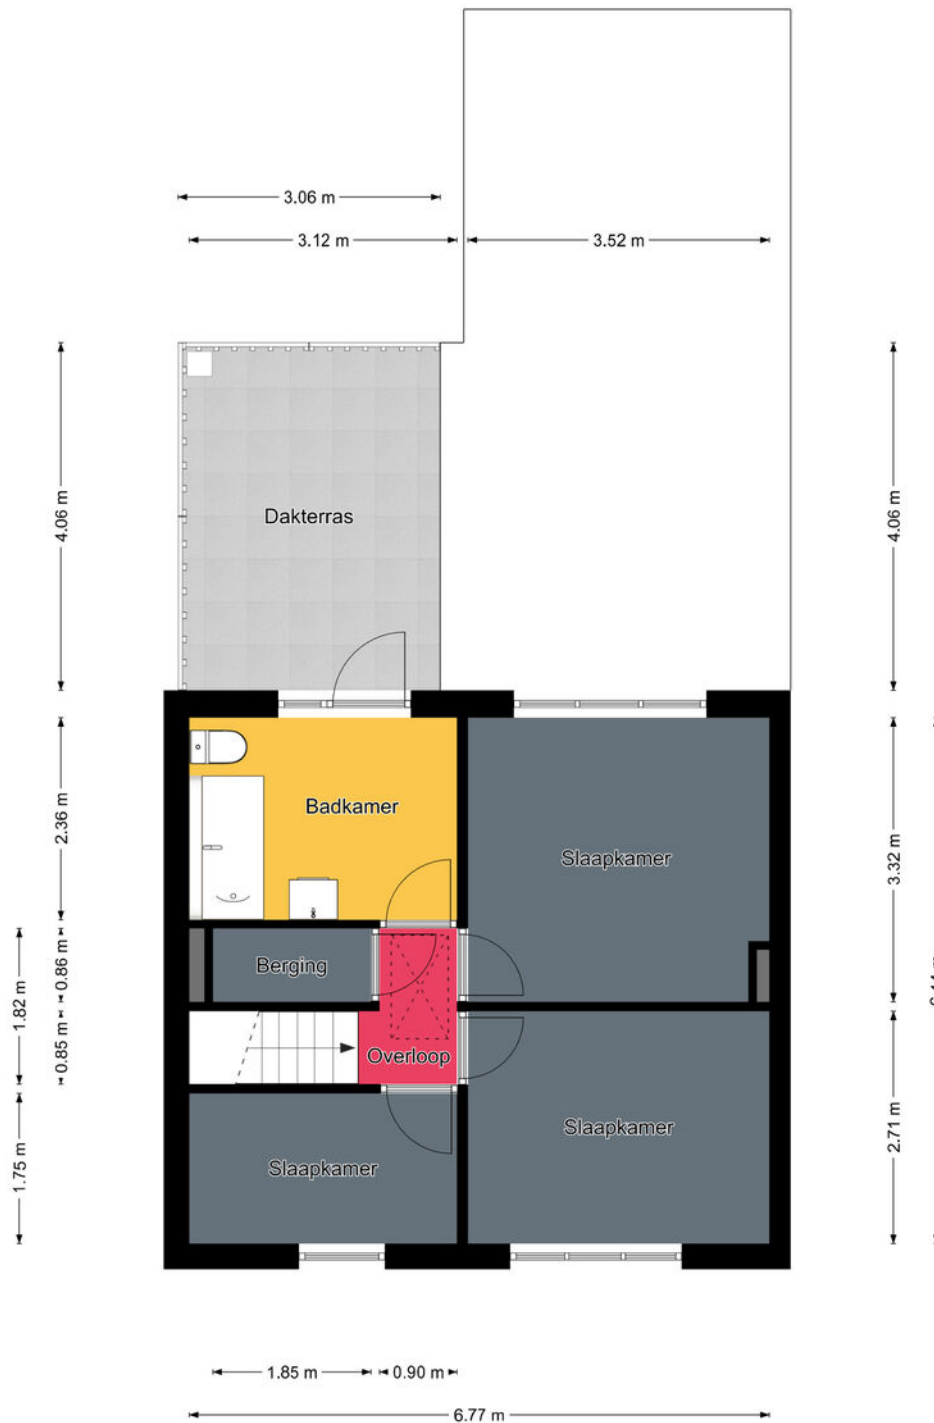 3.06 m
3.12 m
3.52 m
4.06 m
4.06 m
Dakterras
2.36 m
Badkamer
Slaapkamer
3.32 m
1.82 m
0.86 m
Berging
0.85 m
Overloop
1.75 m
Slaapkamer
Slaapkamer
2.71 m
1.85 m
0.90 m
6.77 m